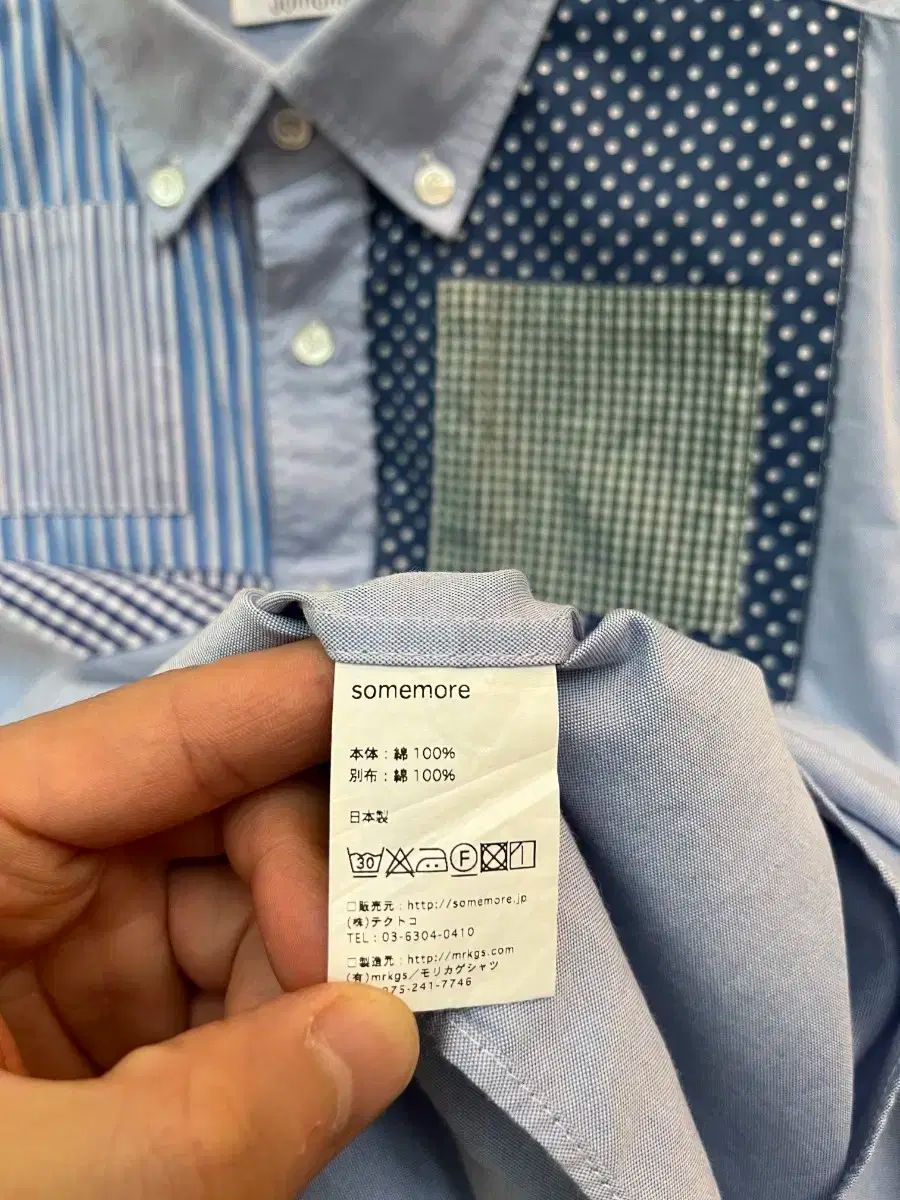 somemore
本体：綿 100%
別布：綿 100%
日本製
30 F
□販売元：http://somemore.jp
(株)テクトコ
TEL：03-6304-0410
□製造元：http://mrkgs.com
(有)mrkgs／モリカゲシャツ
075-241-7746